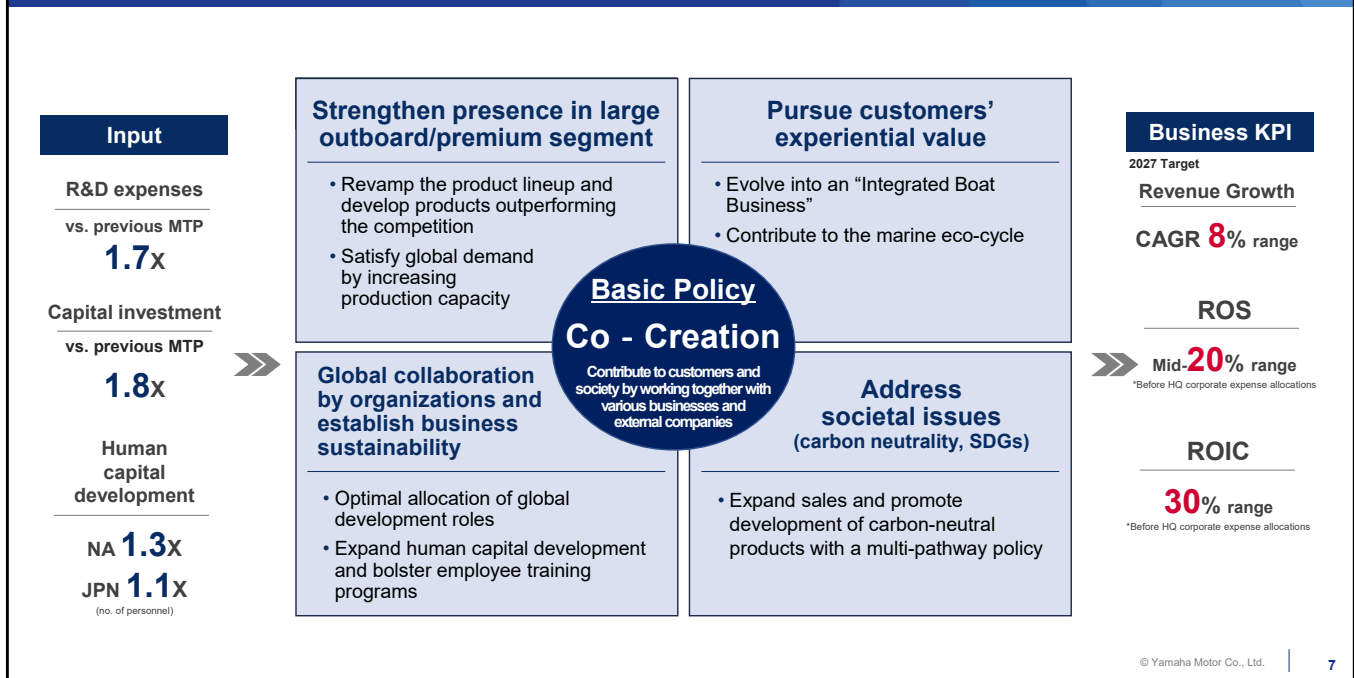 Input
R&D expenses
vs. previous MTP
1.7X
Capital investment
vs. previous MTP
1.8X
Human
capital
development
NA 1.3X
JPN 1.1X
(no. of personnel)
Strengthen presence in large
outboard/premium segment
• Revamp the product lineup and
develop products outperforming
the competition
• Satisfy global demand
by increasing
production capacity
Pursue customers’
experiential value
• Evolve into an “Integrated Boat
Business”
• Contribute to the marine eco-cycle
Basic Policy
Co - Creation
Contribute to customers and
society by working together with
various businesses and
external companies
Global collaboration
by organizations and
establish business
sustainability
• Optimal allocation of global
development roles
• Expand human capital development
and bolster employee training
programs
Address
societal issues
(carbon neutrality, SDGs)
• Expand sales and promote
development of carbon-neutral
products with a multi-pathway policy
Business KPI
2027 Target
Revenue Growth
CAGR 8% range
ROS
Mid-20% range
*Before HQ corporate expense allocations
ROIC
30% range
*Before HQ corporate expense allocations
© Yamaha Motor Co., Ltd.
7